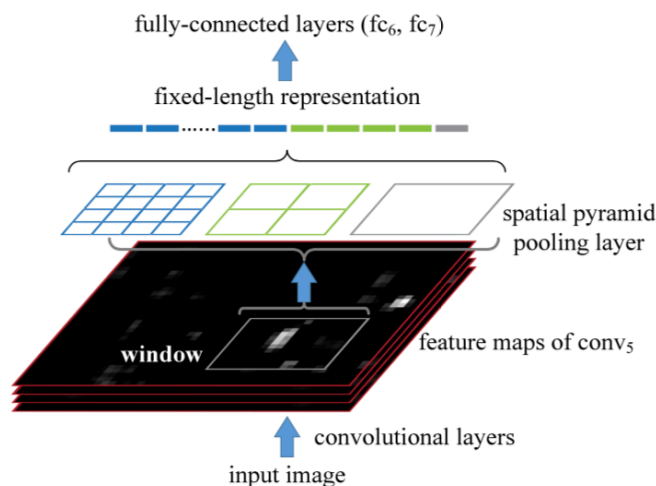 fully-connected layers (fc₆, fc₇)
fixed-length representation
......
spatial pyramid
pooling layer
window
feature maps of conv₅
convolutional layers
input image